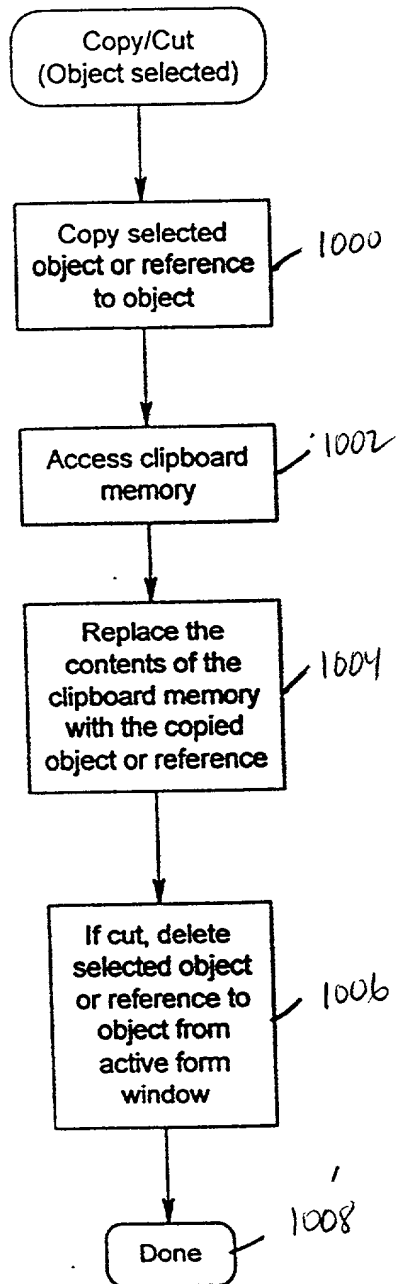 Copy/Cut
(Object selected)
Copy selected
object or reference
to object
1000
Access clipboard
memory
1002
Replace the
contents of the
clipboard memory
with the copied
object or reference
1004
If cut, delete
selected object
or reference to
object from
active form
window
1006
Done
1008